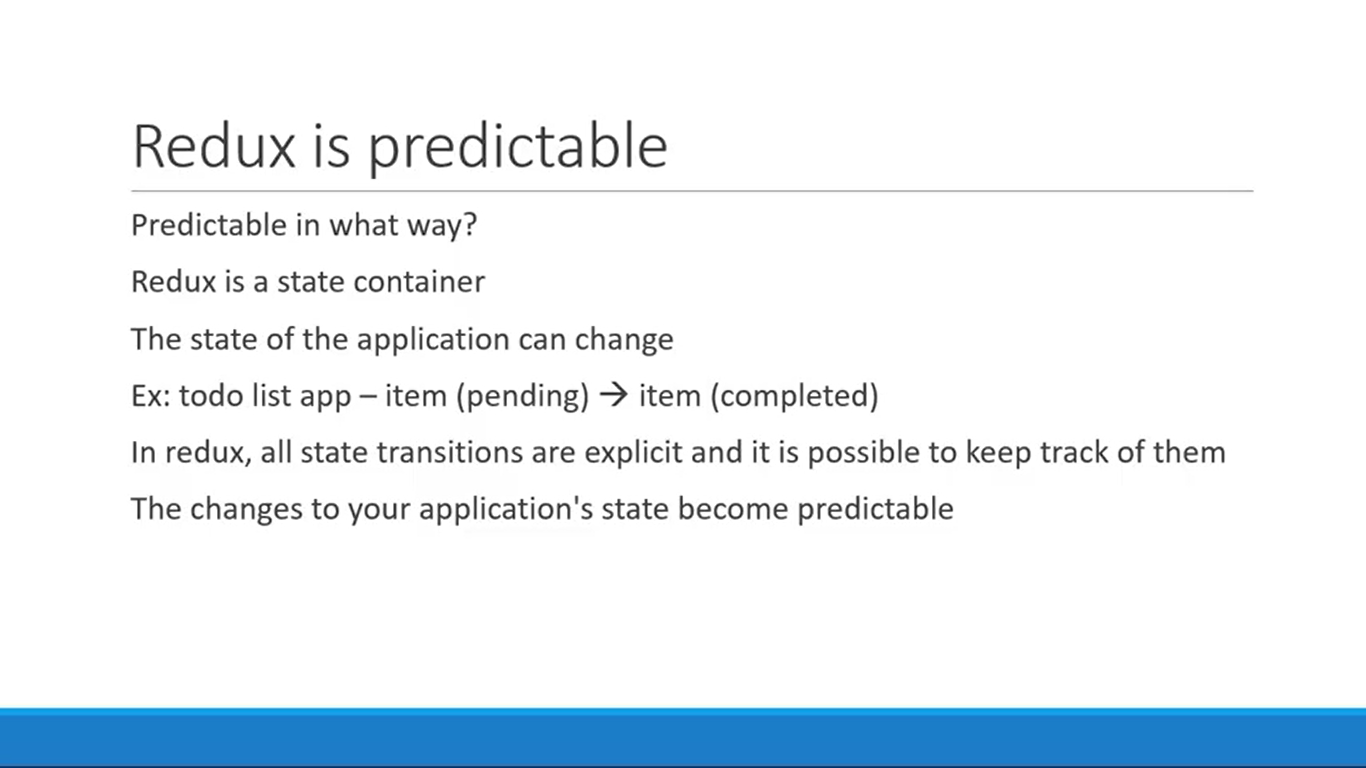 Redux is predictable
Predictable in what way?
Redux is a state container
The state of the application can change
Ex: todo list app – item (pending) → item (completed)
In redux, all state transitions are explicit and it is possible to keep track of them
The changes to your application's state become predictable